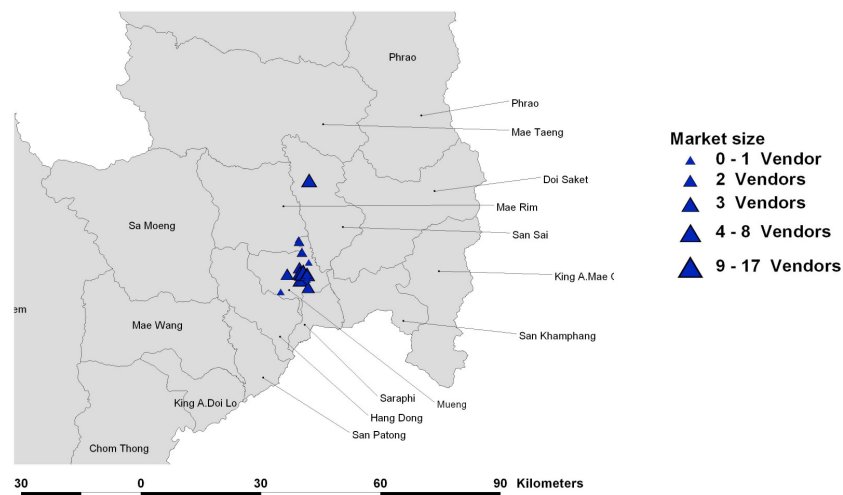 Phrao
Phrao
Mae Taeng
Market size
0 - 1 Vendor
2 Vendors
3 Vendors
4 - 8 Vendors
9 - 17 Vendors
Doi Saket
Mae Rim
Sa Moeng
San Sai
King A.Mae
em
Mae Wang
San Khamphang
Saraphi
King A.Doi Lo
Mueng
Hang Dong
San Patong
Chom Thong
30 0 30 60 90 Kilometers